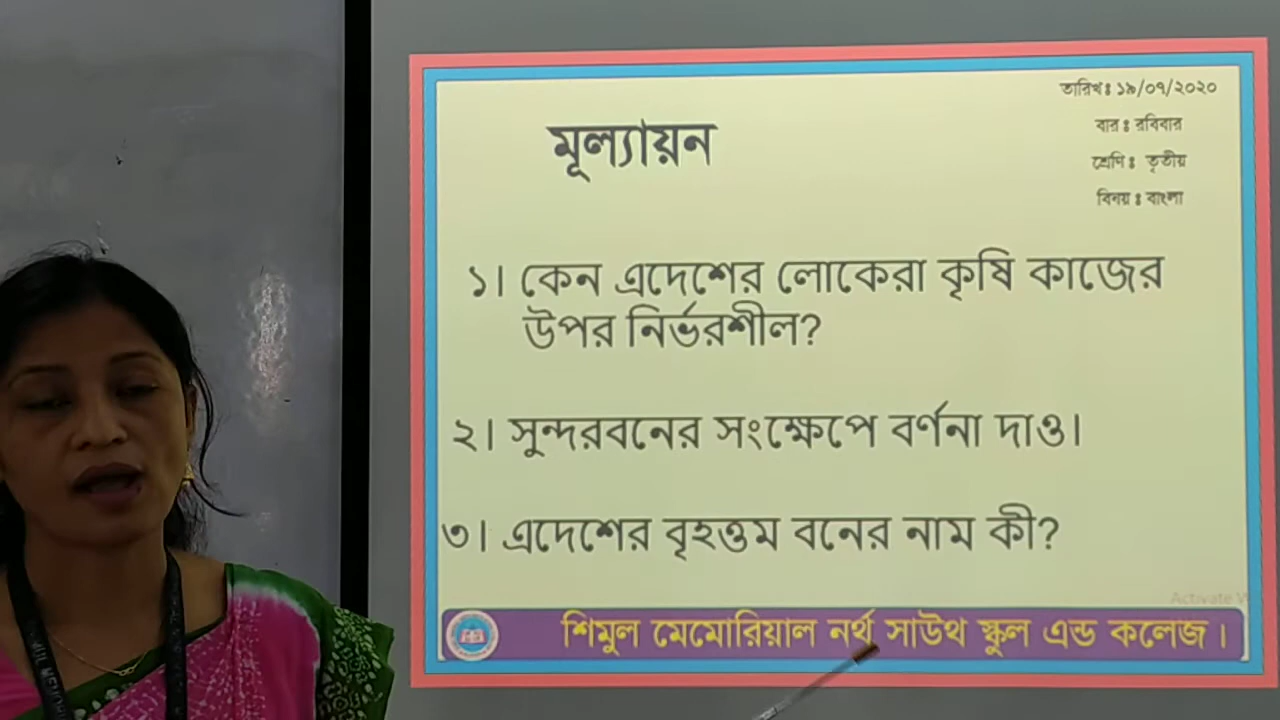 মূল্যায়ন
তারিখঃ ১৯/০৭/২০২০
বারঃ রবিবার
শ্রেণিঃ তৃতীয়
বিষয়ঃ বাংলা
১। কেন এদেশের লোকেরা কৃষি কাজের
উপর নির্ভরশীল?
২। সুন্দরবনের সংক্ষেপে বর্ণনা দাও।
৩। এদেশের বৃহত্তম বনের নাম কী?
Activate
শিমুল মেমোরিয়াল নর্থ সাউথ স্কুল এন্ড কলেজ।